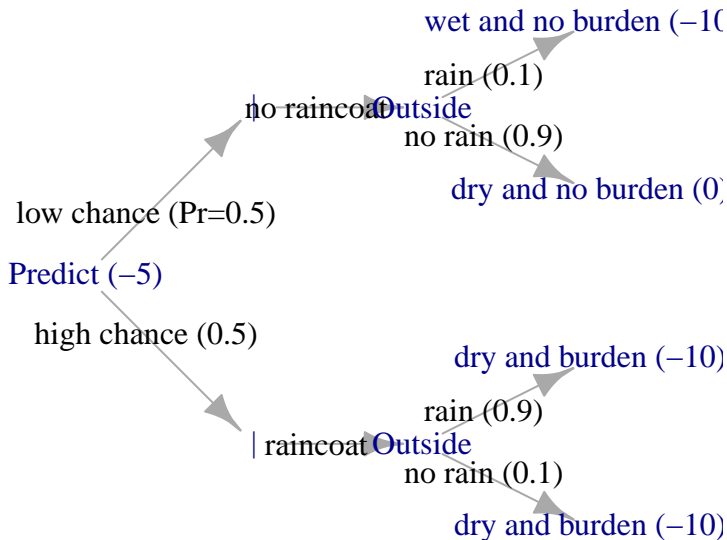 wet and no burden (−10
rain (0.1)
| no raincoat Outside
no rain (0.9)
dry and no burden (0)
low chance (Pr=0.5)
Predict (−5)
high chance (0.5)
dry and burden (−10)
rain (0.9)
| raincoat Outside
no rain (0.1)
dry and burden (−10)